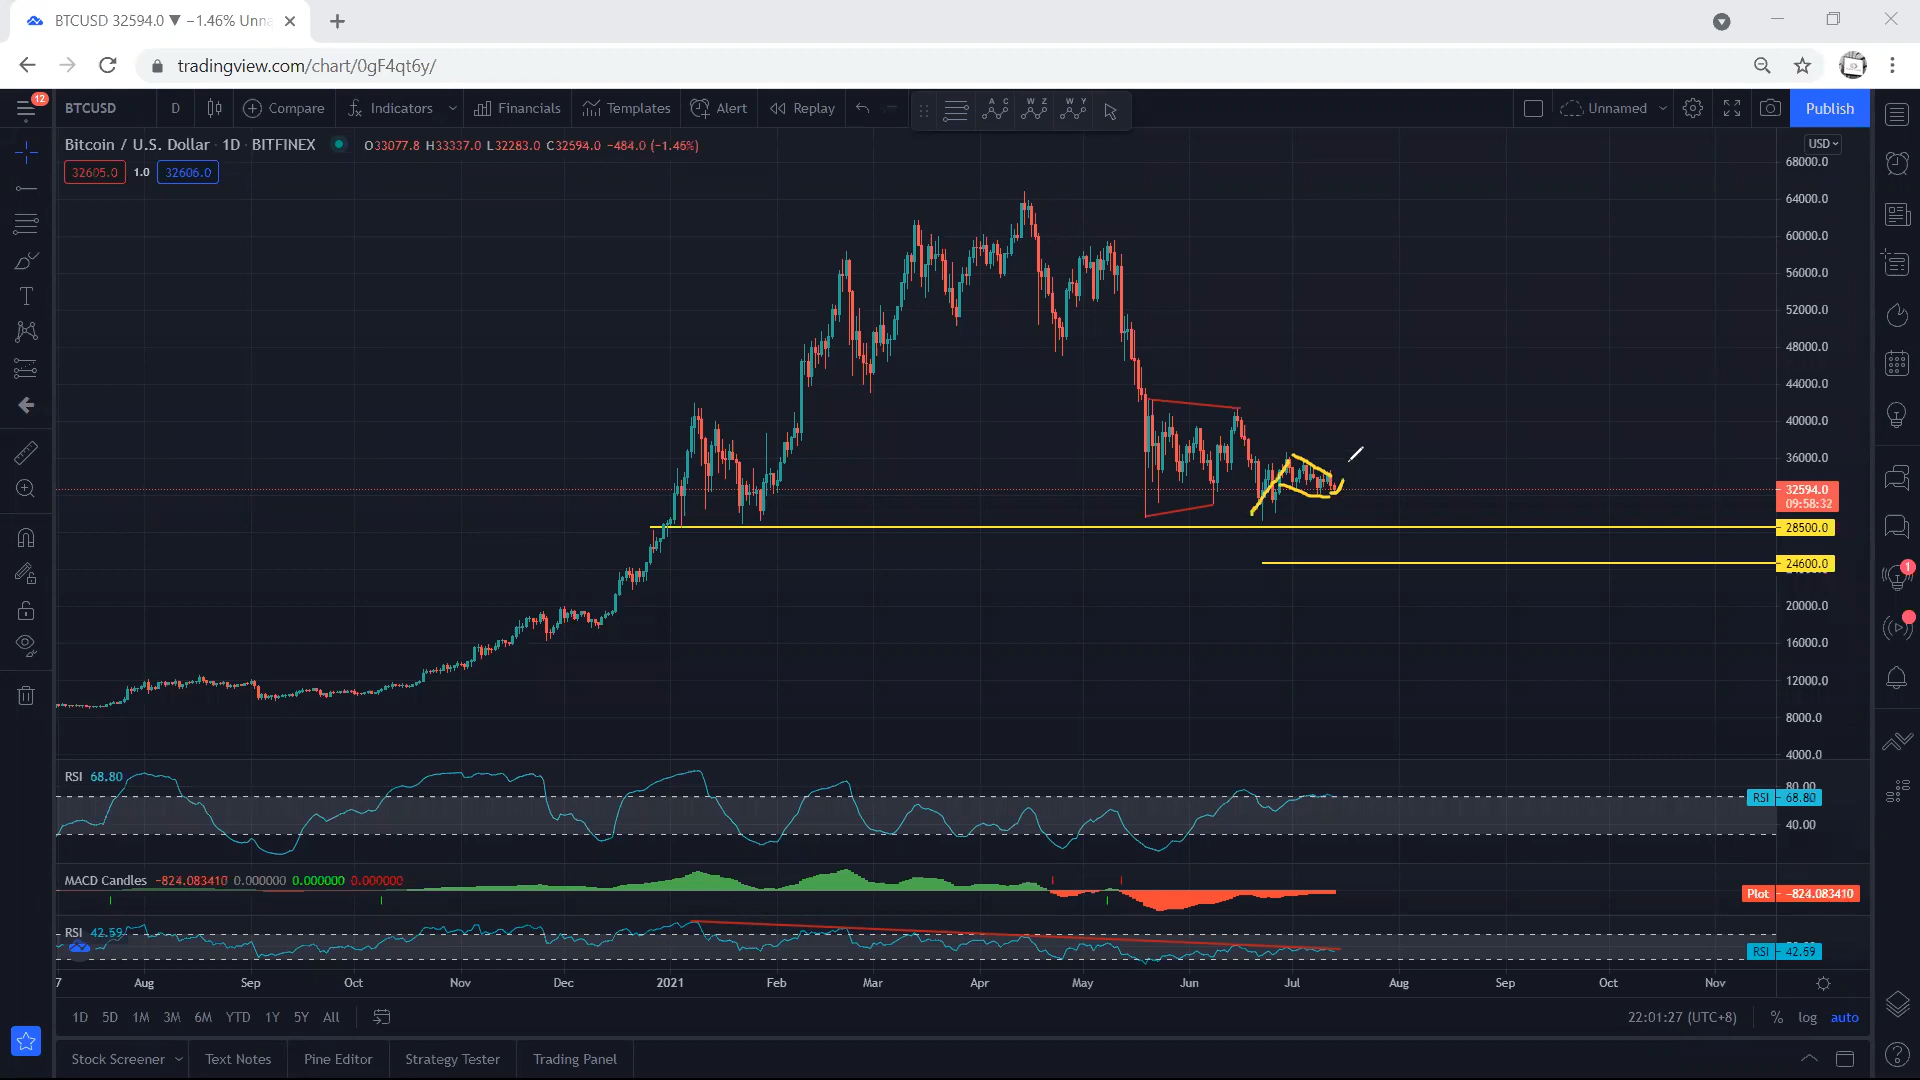 BTCUSD 32594.0 ▼ −1.46% Unna
tradingview.com/chart/0gF4qt6y/
12
BTCUSD D Compare Indicators Financials Templates Alert Replay A C W Z W Y Unnamed Publish
Bitcoin / U.S. Dollar · 1D · BITFINEX O33077.8 H33337.0 L32283.0 C32594.0 −484.0 (−1.46%)
USD
32605.0 1.0 32606.0
68000.0
64000.0
60000.0
56000.0
52000.0
48000.0
44000.0
40000.0
36000.0
32594.0
09:58:32
28500.0
24600.0
20000.0
16000.0
12000.0
8000.0
4000.0
1
RSI 68.80
80.00
RSI 68.80
40.00
MACD Candles −824.083410 0.000000 0.000000 0.000000
Plot −824.083410
RSI 42.59
RSI 42.59
7 Aug Sep Oct Nov Dec 2021 Feb Mar Apr May Jun Jul Aug Sep Oct Nov
1D 5D 1M 3M 6M YTD 1Y 5Y All 22:01:27 (UTC+8) % log auto
Stock Screener Text Notes Pine Editor Strategy Tester Trading Panel